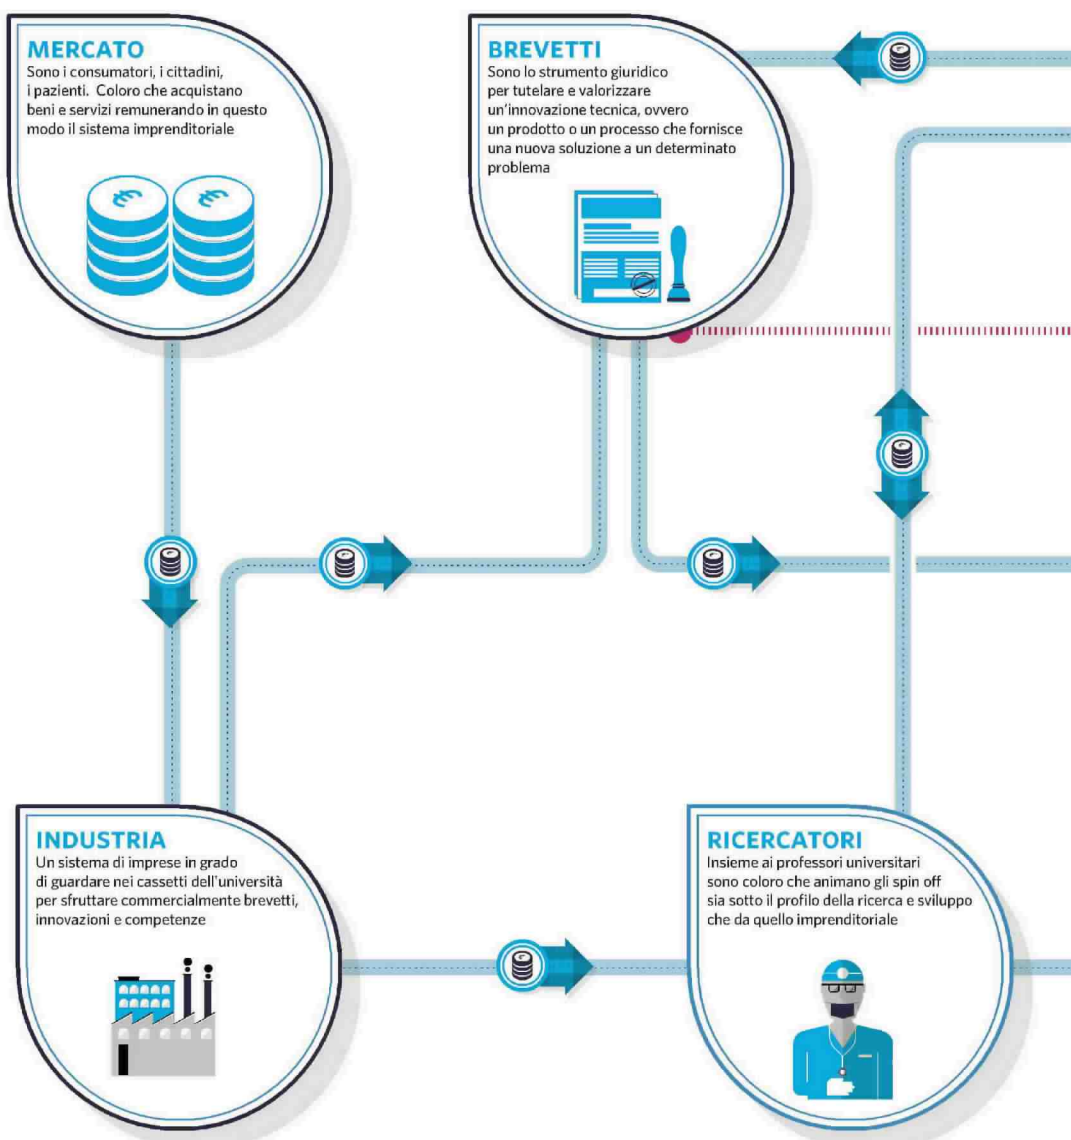 MERCATO
Sono i consumatori, i cittadini,
i pazienti. Coloro che acquistano
beni e servizi remunerando in questo
modo il sistema imprenditoriale
BREVETTI
Sono lo strumento giuridico
per tutelare e valorizzare
un'innovazione tecnica, ovvero
un prodotto o un processo che fornisce
una nuova soluzione a un determinato
problema
INDUSTRIA
Un sistema di imprese in grado
di guardare nei cassetti dell'università
per sfruttare commercialmente brevetti,
innovazioni e competenze
RICERCATORI
Insieme ai professori universitari
sono coloro che animano gli spin off
sia sotto il profilo della ricerca e sviluppo
che da quello imprenditoriale